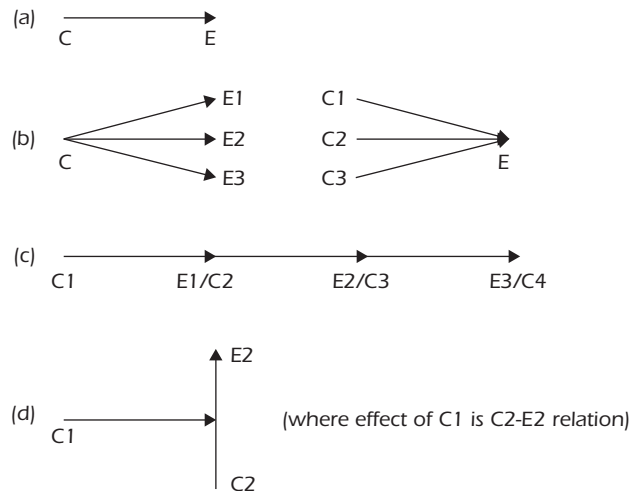 (a)
C E
E1 C1
(b) E2 C2
C E
E3 C3
(c)
C1 E1/C2 E2/C3 E3/C4
E2
(d) (where effect of C1 is C2-E2 relation)
C1
C2